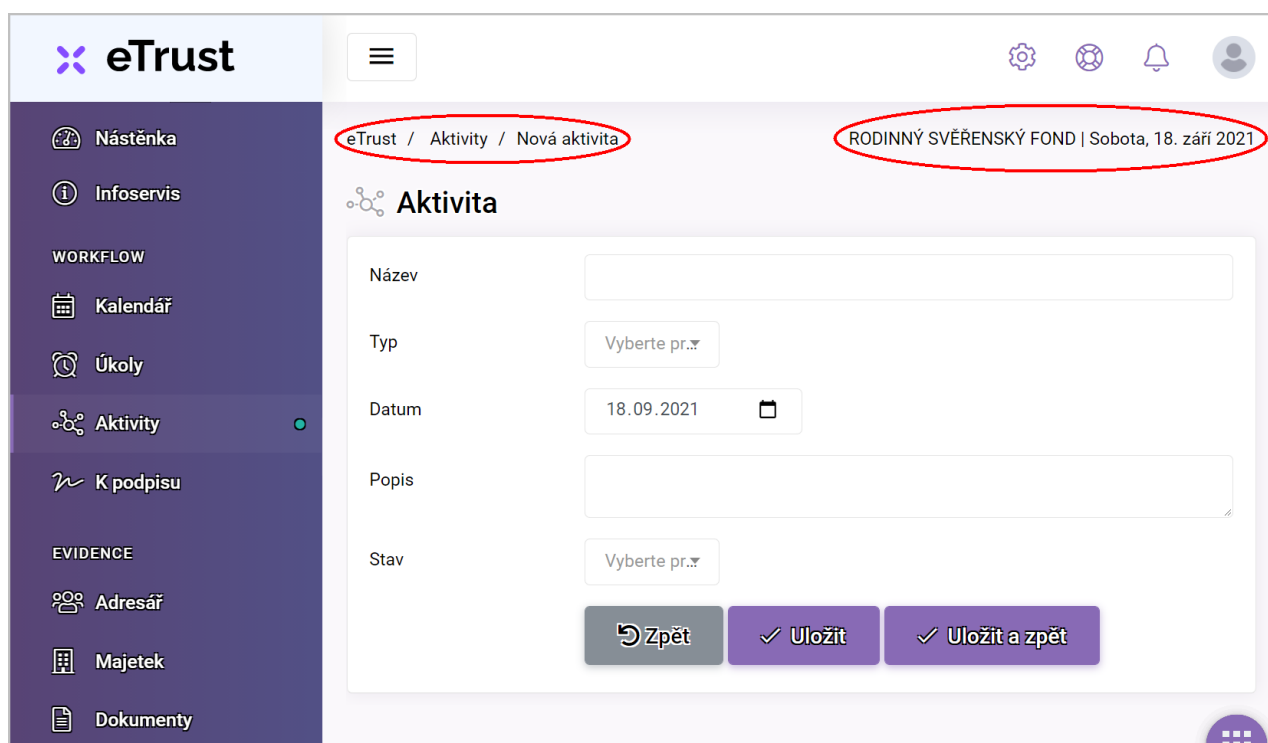 eTrust
Nástěnka
Infoservis
WORKFLOW
Kalendář
Úkoly
Aktivity
K podpisu
EVIDENCE
Adresář
Majetek
Dokumenty
eTrust / Aktivity / Nová aktivita
RODINNÝ SVĚŘENSKÝ FOND | Sobota, 18. září 2021
Aktivita
Název
Typ
Vyberte pr...
Datum
18.09.2021
Popis
Stav
Vyberte pr...
Zpět
Uložit
Uložit a zpět